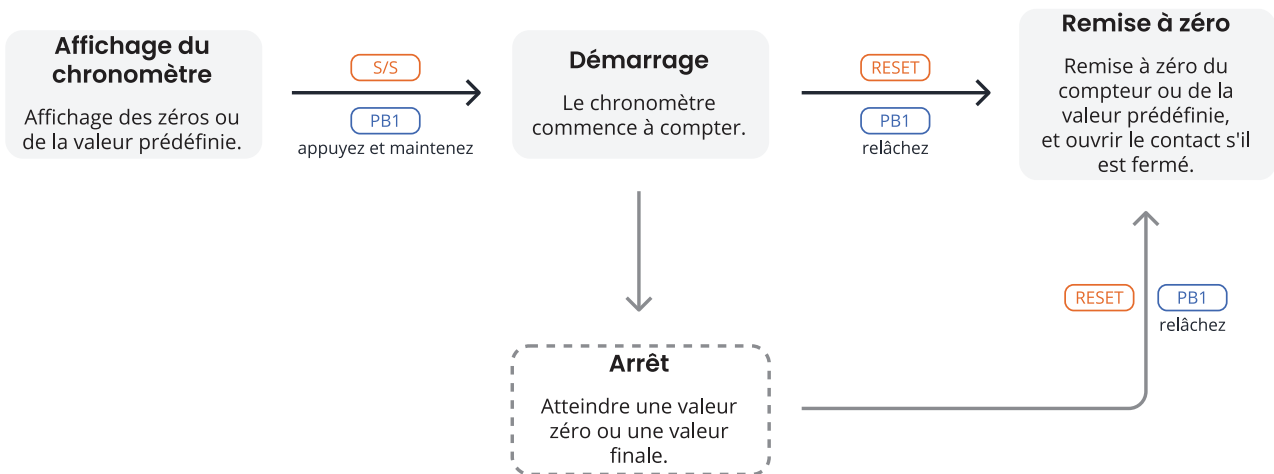 Affichage du
chronomètre
Affichage des zéros ou
de la valeur prédéfinie.
S/S
PB1
appuyez et maintenez
Démarrage
Le chronomètre
commence à compter.
RESET
PB1
relâchez
Remise à zéro
Remise à zéro du
compteur ou de la
valeur prédéfinie,
et ouvrir le contact s'il
est fermé.
RESET
PB1
relâchez
Arrêt
Atteindre une valeur
zéro ou une valeur
finale.